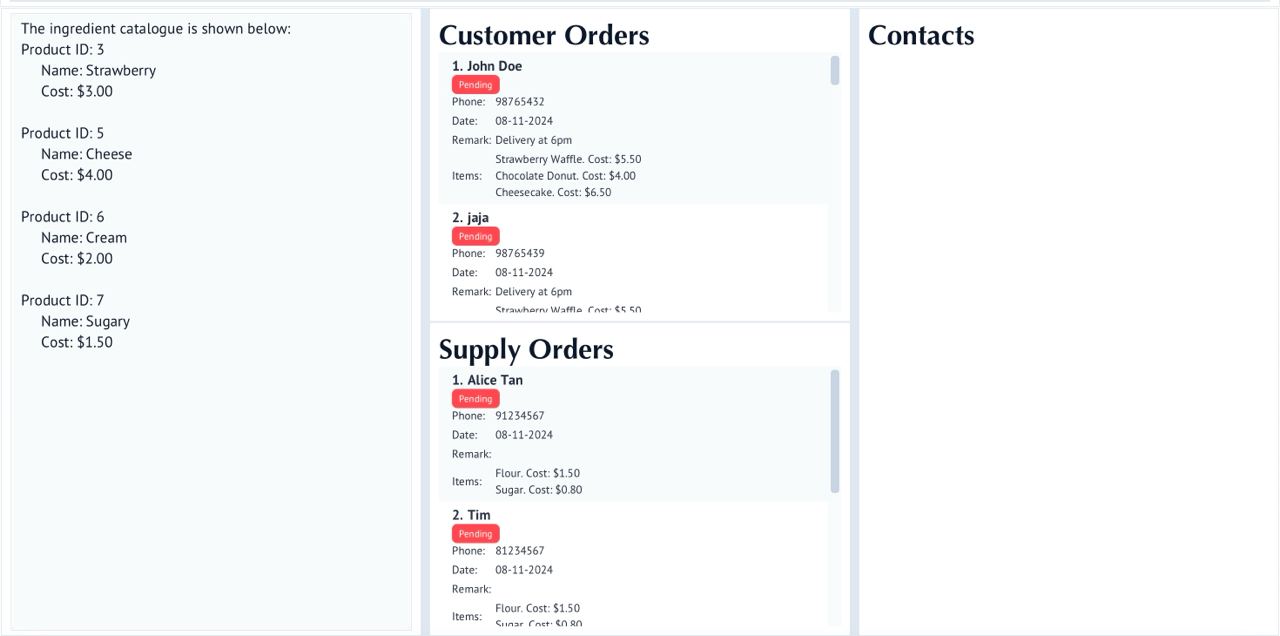 The ingredient catalogue is shown below:
Product ID: 3
Name: Strawberry
Cost: $3.00
Product ID: 5
Name: Cheese
Cost: $4.00
Product ID: 6
Name: Cream
Cost: $2.00
Product ID: 7
Name: Sugary
Cost: $1.50
Customer Orders
1. John Doe
Pending
Phone: 98765432
Date: 08-11-2024
Remark: Delivery at 6pm
Strawberry Waffle. Cost: $5.50
Items: Chocolate Donut. Cost: $4.00
Cheesecake. Cost: $6.50
2. jaja
Pending
Phone: 98765439
Date: 08-11-2024
Remark: Delivery at 6pm
Strawberry Waffle. Cost: $5.50
Supply Orders
1. Alice Tan
Pending
Phone: 91234567
Date: 08-11-2024
Remark:
Flour. Cost: $1.50
Items:
Sugar. Cost: $0.80
2. Tim
Pending
Phone: 81234567
Date: 08-11-2024
Remark:
Flour. Cost: $1.50
Items:
Sugar. Cost: $0.80
Contacts